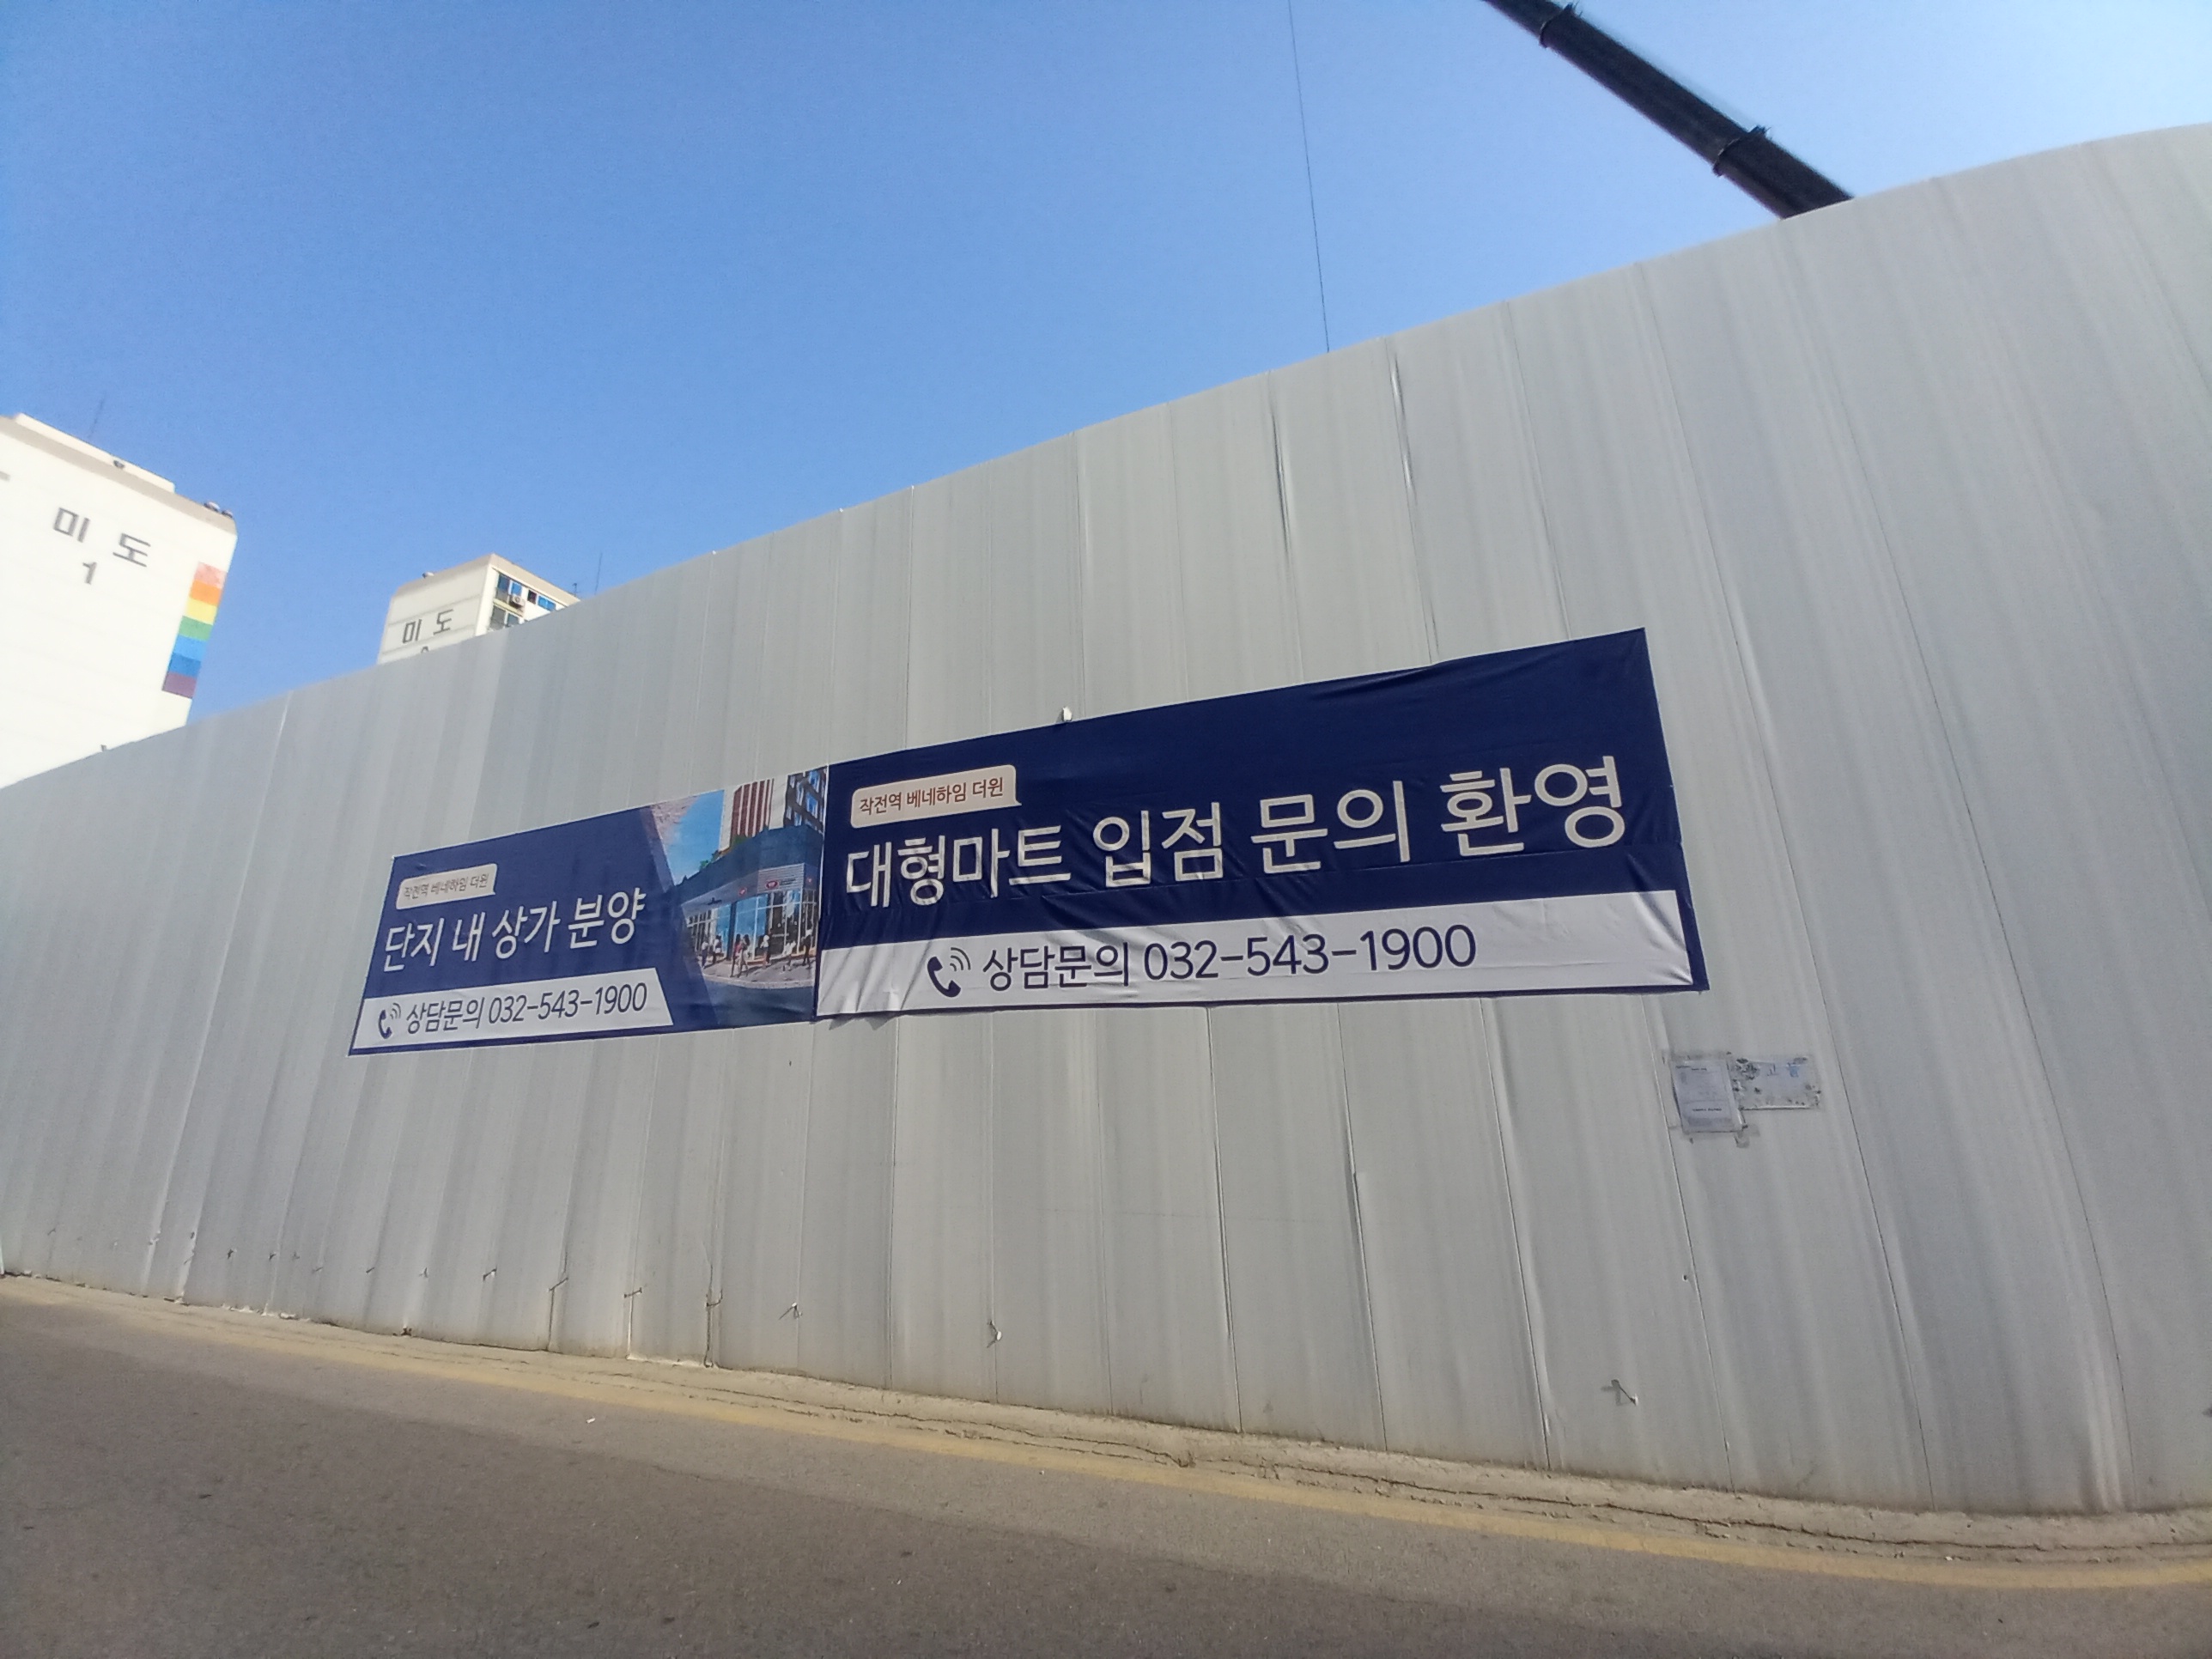 미 도
1
미 도
작전역 베네하임 더윈
단지 내 상가 분양
상담문의 032-543-1900
작전역 베네하임 더윈
대형마트 입점 문의 환영
상담문의 032-543-1900